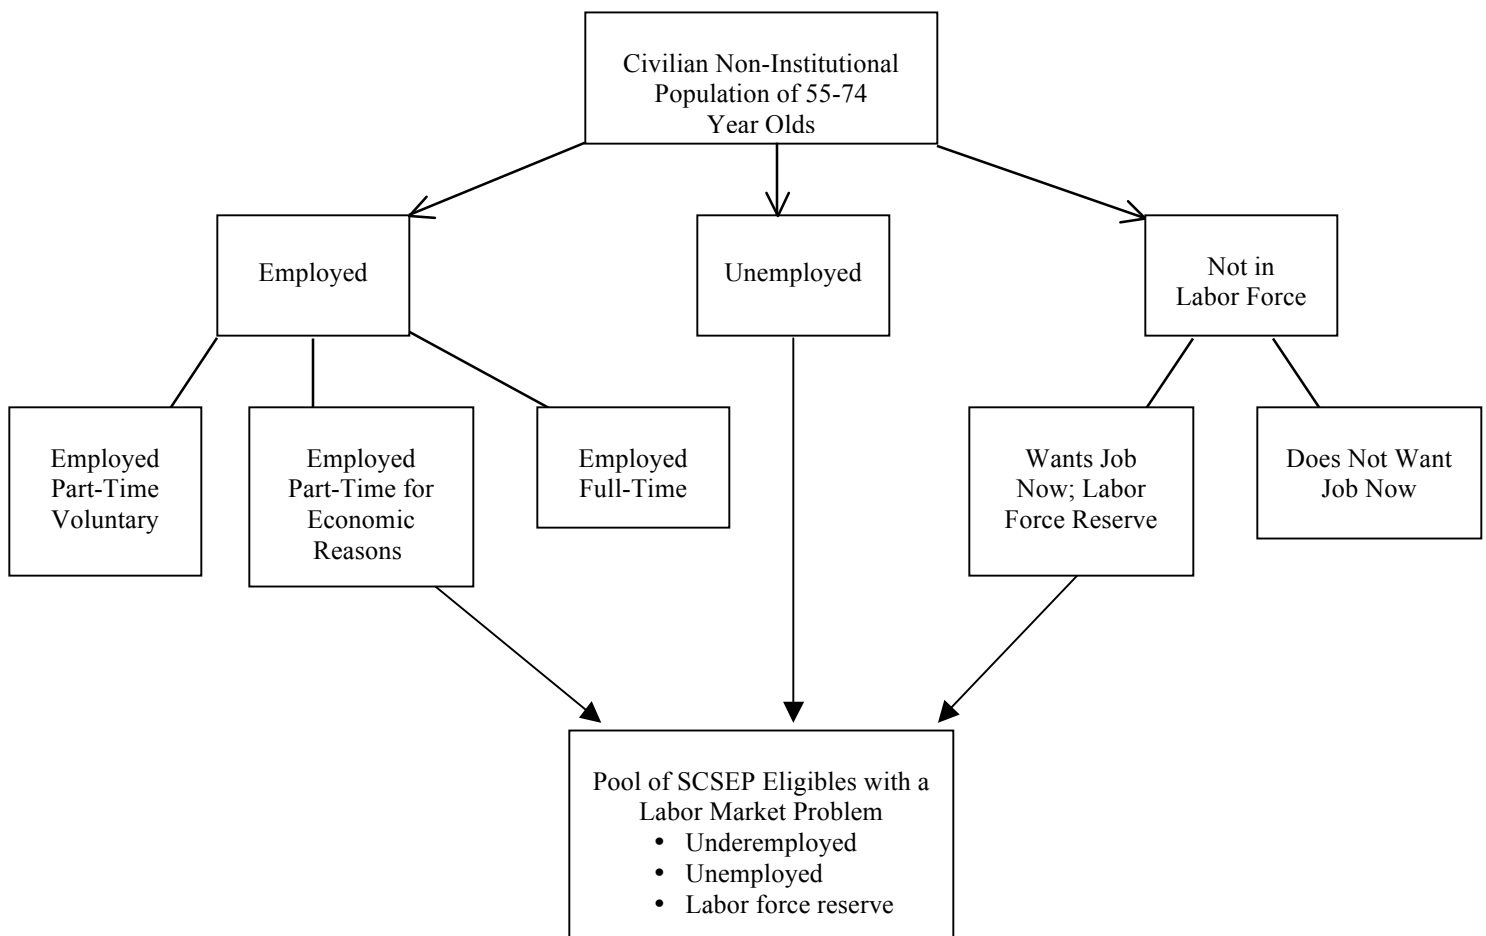 Civilian Non-Institutional
Population of 55-74
Year Olds
Employed
Unemployed
Not in
Labor Force
Employed
Part-Time
Voluntary
Employed
Part-Time for
Economic
Reasons
Employed
Full-Time
Wants Job
Now; Labor
Force Reserve
Does Not Want
Job Now
Pool of SCSEP Eligibles with a
Labor Market Problem
• Underemployed
• Unemployed
• Labor force reserve